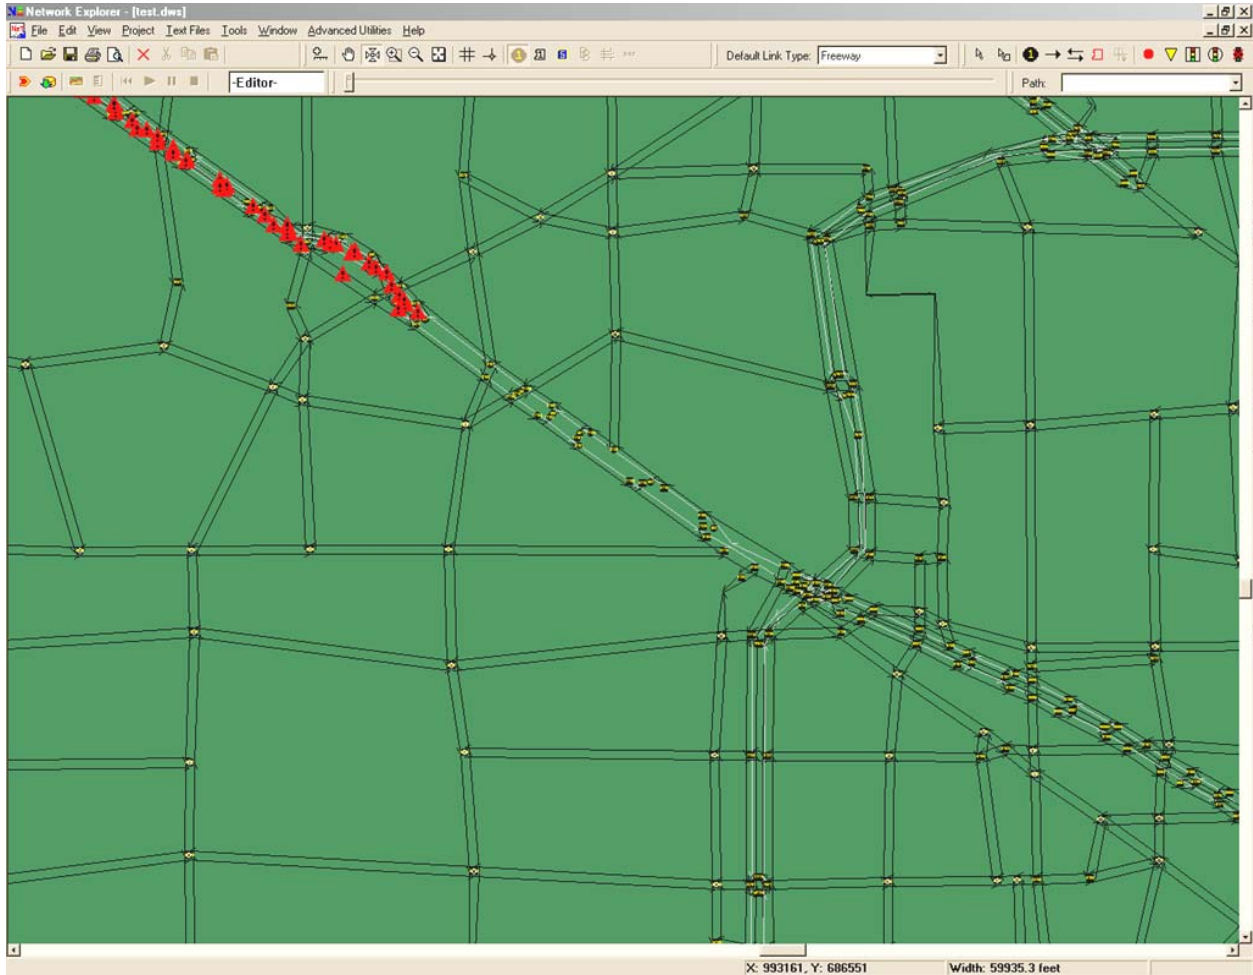 Network Explorer - [test.dws]
File Edit View Project Text Files Tools Window Advanced Utilities Help
Default Link Type: Freeway
-Editor- Path:
X: 993161, Y: 686551 Width: 59935.3 feet